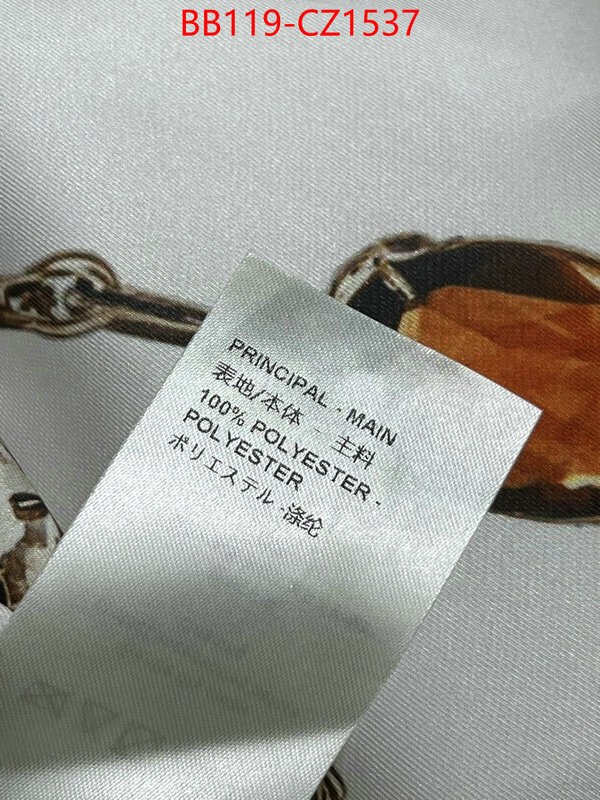 BB119-CZ1537
PRINCIPAL - MAIN
表地/本体 - 主料
100% POLYESTER -
POLYESTER
ポリエステル -涤纶